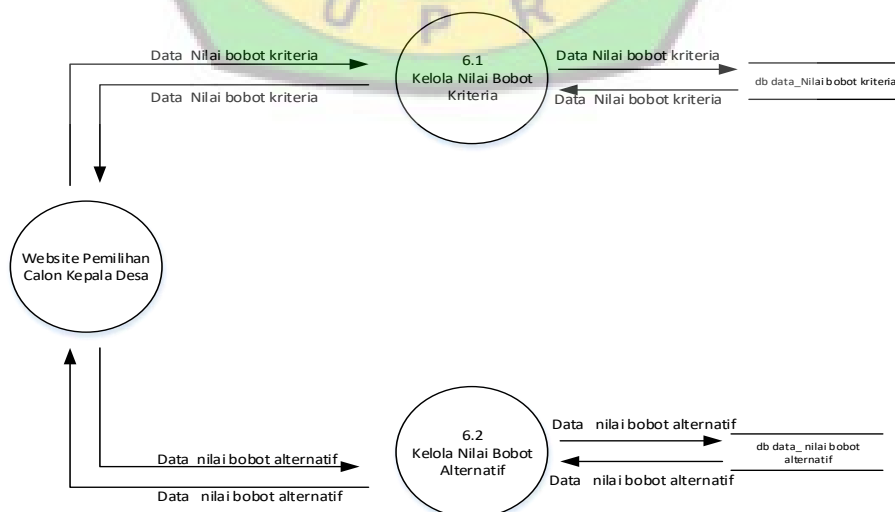 U P R
Data Nilai bobot kriteria
Data Nilai bobot kriteria
6.1
Kelola Nilai Bobot
Kriteria
Data Nilai bobot kriteria
Data Nilai bobot kriteria
db data_Nilai bobot kriteria
Website Pemilihan
Calon Kepala Desa
Data nilai bobot alternatif
Data nilai bobot alternatif
6.2
Kelola Nilai Bobot
Alternatif
Data nilai bobot alternatif
Data nilai bobot alternatif
db data_ nilai bobot
alternatif